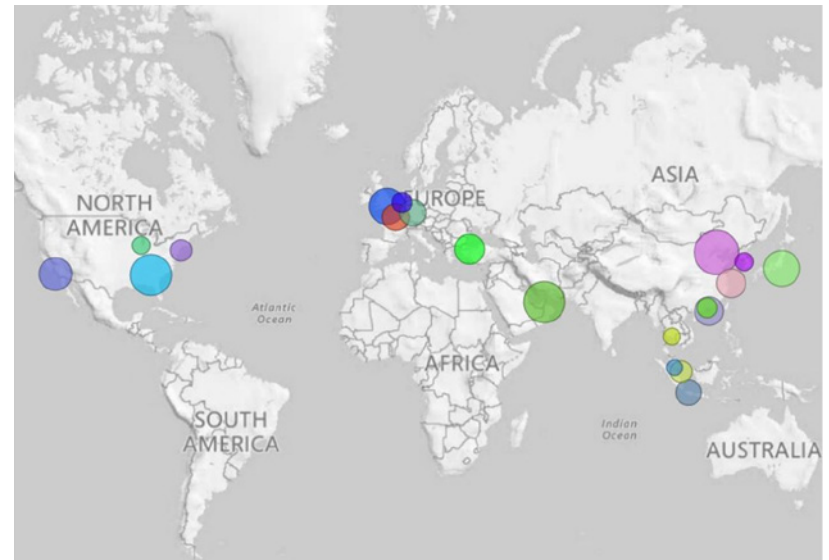 ASIA
NORTH
AMERICA
EUROPE
Atlantic
Ocean
AFRICA
SOUTH
AMERICA
Indian
Ocean
AUSTRALIA